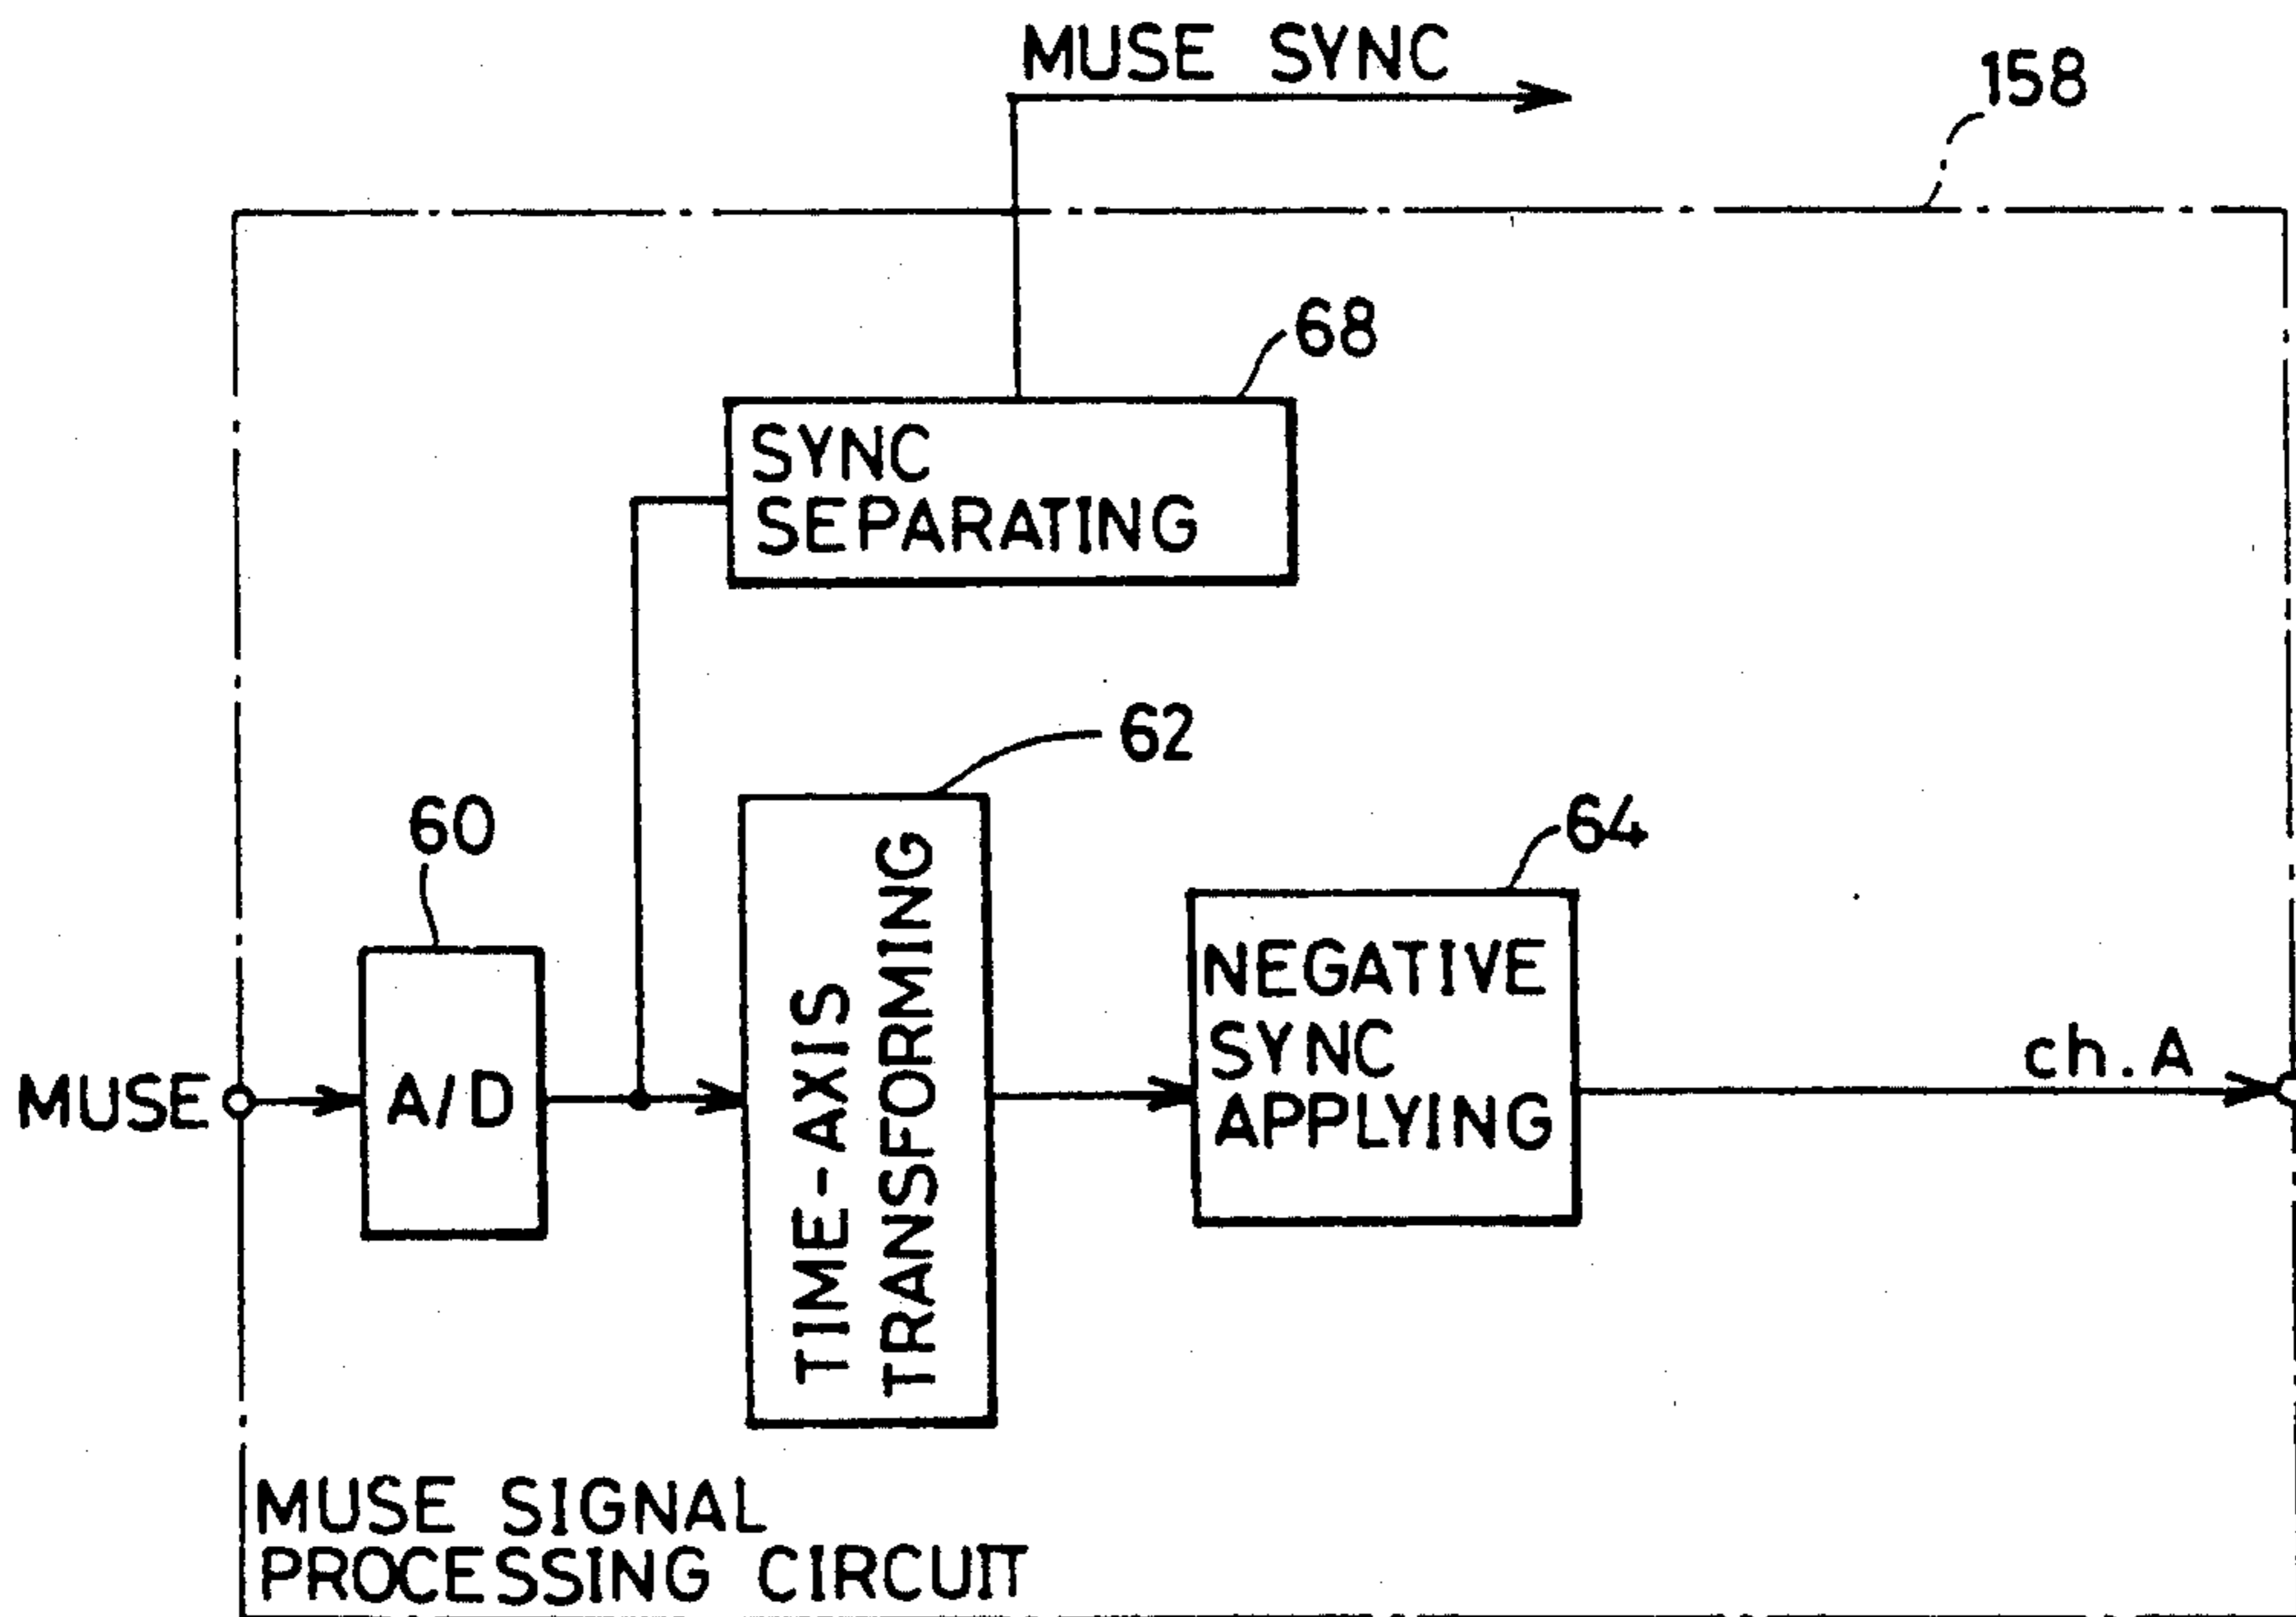 MUSE SYNC
158
68
SYNC
SEPARATING
62
60
64
TIME-AXIS
TRANSFORMING
NEGATIVE
SYNC
APPLYING
ch.A
MUSE
A/D
MUSE SIGNAL
PROCESSING CIRCUIT